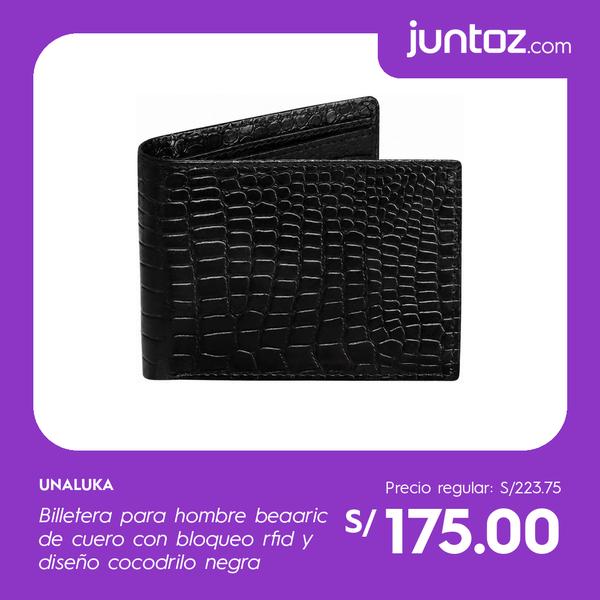 juntoz.com
UNALUKA
Billetera para hombre beaaric
de cuero con bloqueo rfid y
diseño cocodrilo negra
Precio regular: S/223.75
S/175.00